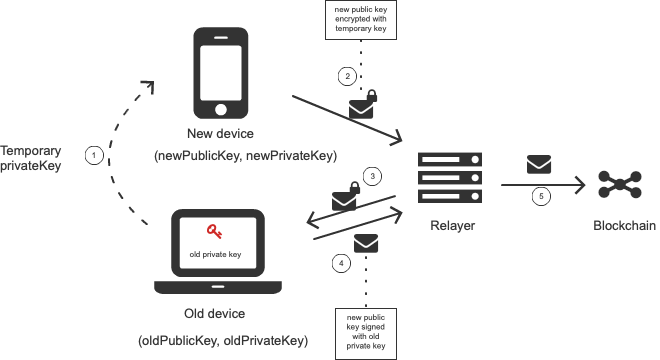 new public key
encrypted with
temporary key
2
New device
(newPublicKey, newPrivateKey)
Temporary
privateKey
1
3
Relayer
5
Blockchain
old private key
4
Old device
(oldPublicKey, oldPrivateKey)
new public
key signed
with old
private key